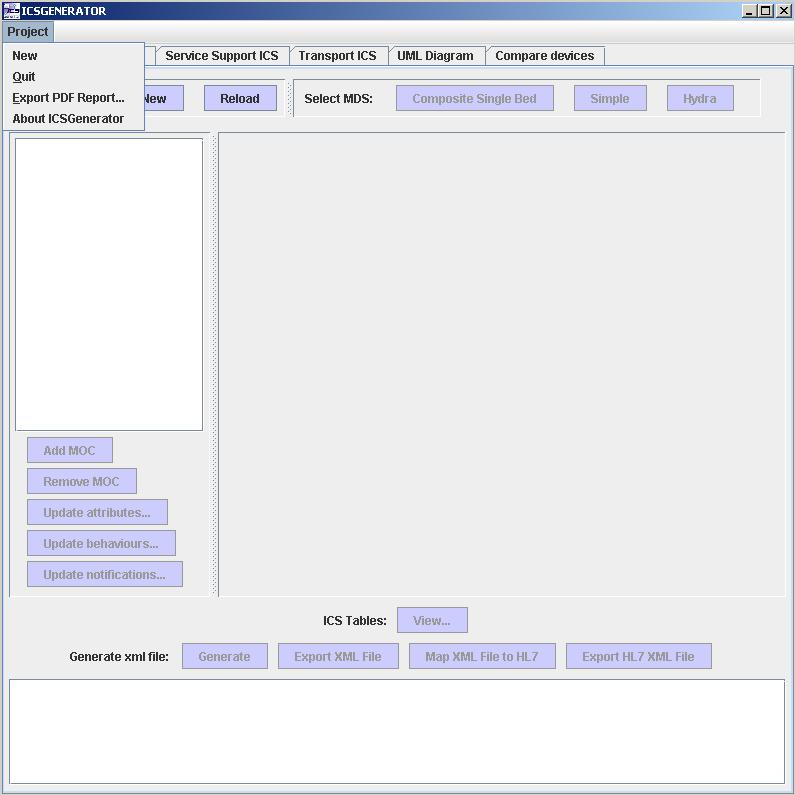 ICSGENERATOR
Project
New
Quit
Export PDF Report...
About ICSGenerator
Service Support ICS
Transport ICS
UML Diagram
Compare devices
New
Reload
Select MDS:
Composite Single Bed
Simple
Hydra
Add MOC
Remove MOC
Update attributes...
Update behaviours...
Update notifications...
ICS Tables:
View...
Generate xml file:
Generate
Export XML File
Map XML File to HL7
Export HL7 XML File